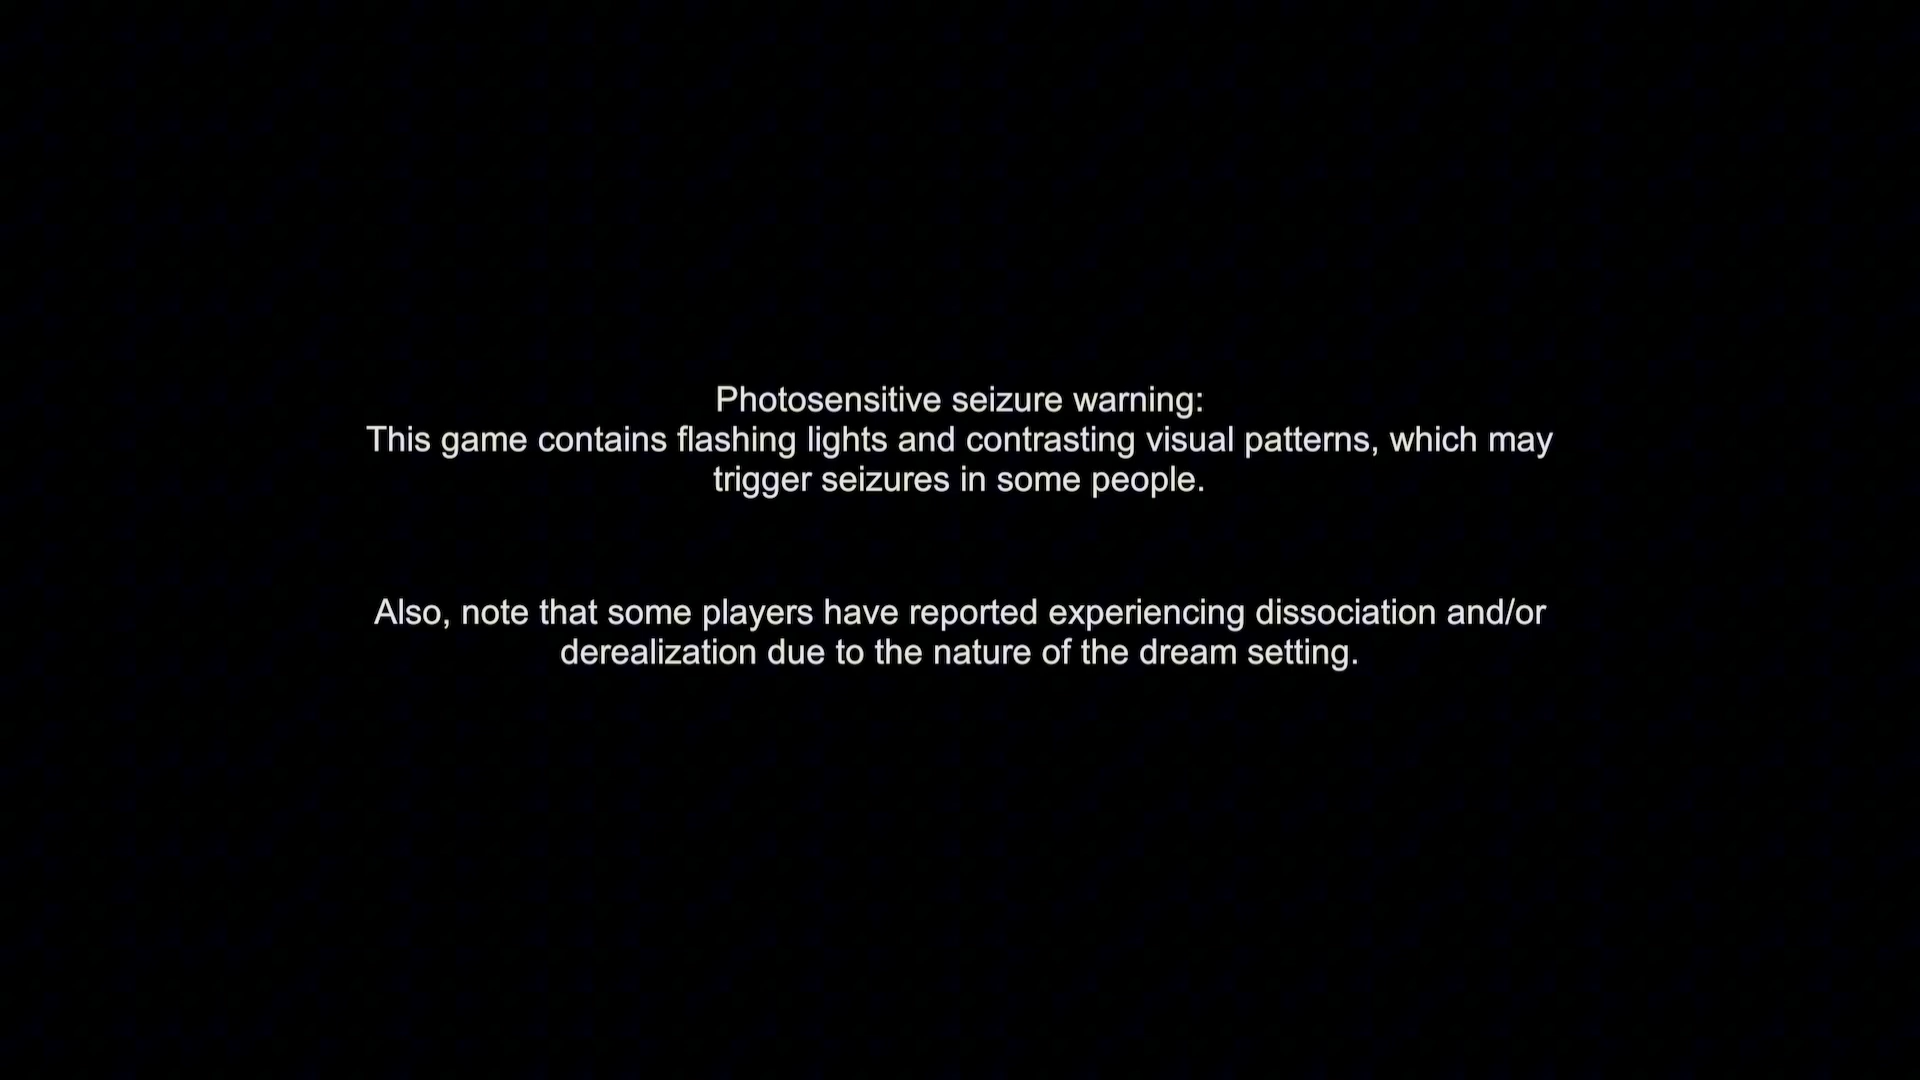 Photosensitive seizure warning:
This game contains flashing lights and contrasting visual patterns, which may
trigger seizures in some people.
Also, note that some players have reported experiencing dissociation and/or
derealization due to the nature of the dream setting.